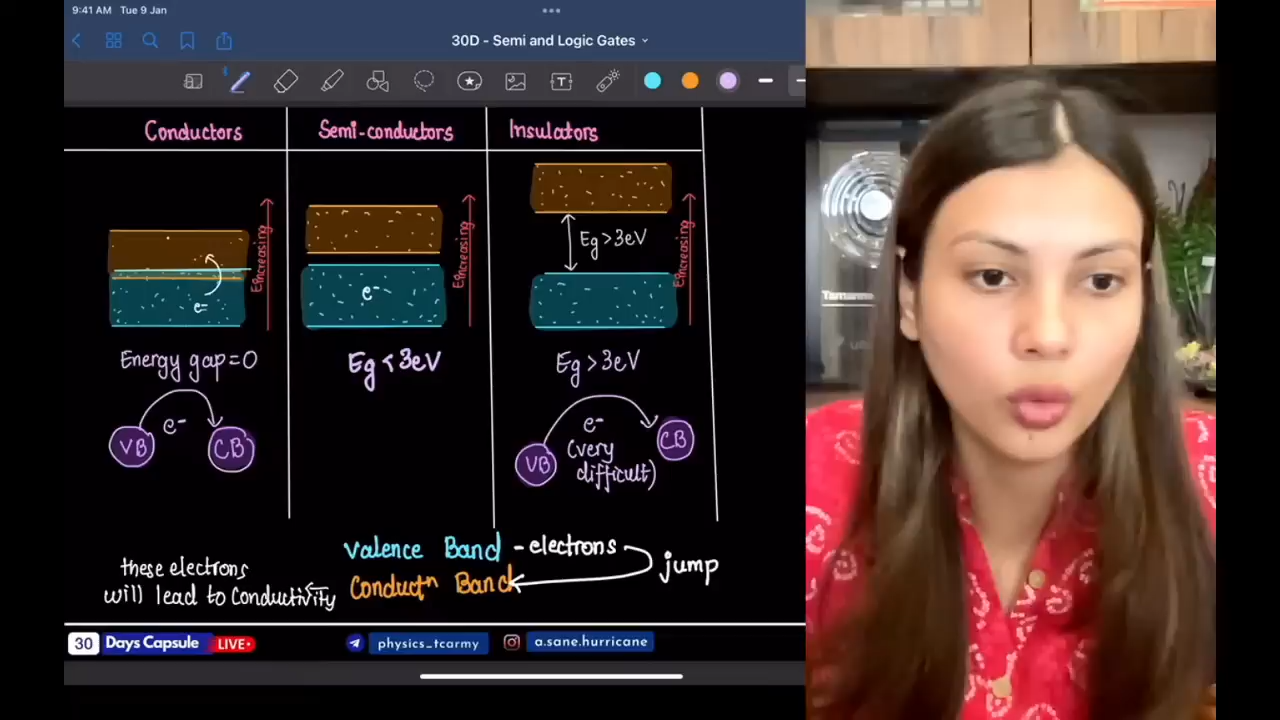 9:41 AM Tue 9 Jan
30D - Semi and Logic Gates
T
Conductors
Semi-conductors
Insulators
Increasing
Increasing
Increasing
Eg>3eV
e-
e-
Energy gap=0
Eg<3eV
Eg>3eV
e-
VB
CB
e-
(very
difficult)
VB
CB
Valence Band - electrons
jump
Conductn Band
these electrons
will lead to Conductivity
30 Days Capsule LIVE
physics_tcarmy
a.sane.hurricane